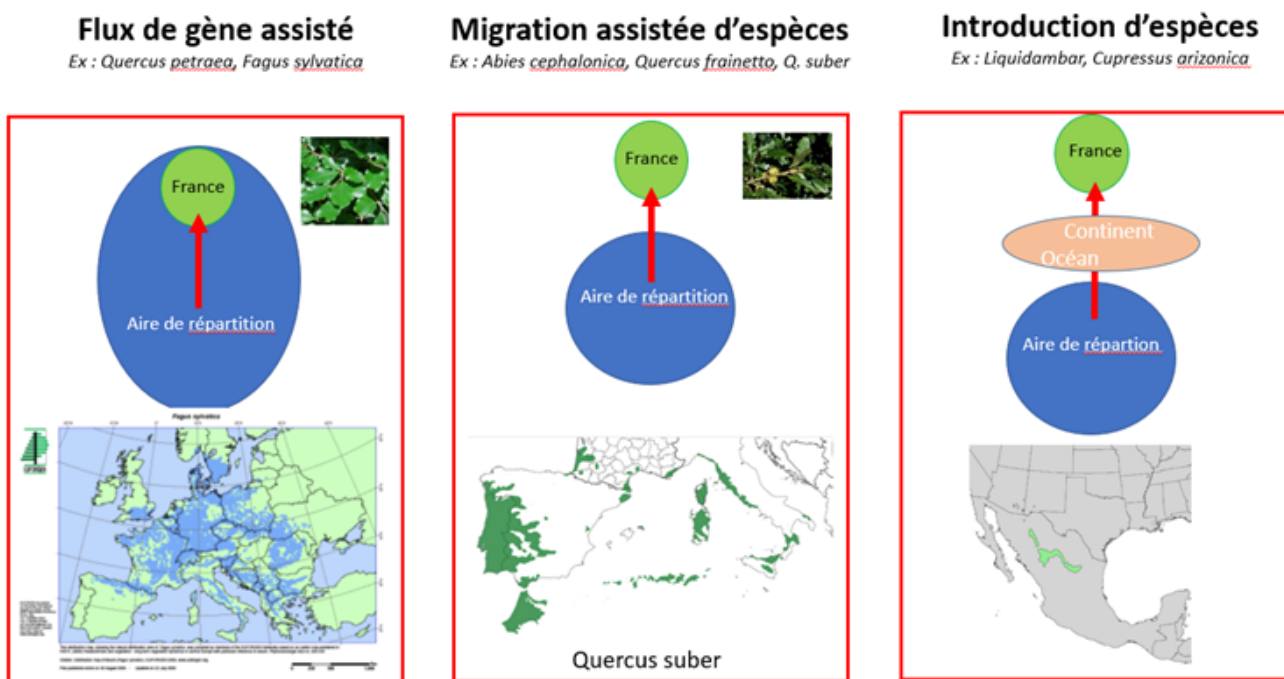 Flux de gène assisté
Ex : Quercus petraea, Fagus sylvatica
France
Aire de répartition
Fagus sylvatica
Migration assistée d’espèces
Ex : Abies cephalonica, Quercus frainetto, Q. suber
France
Aire de répartition
Quercus suber
Introduction d’espèces
Ex : Liquidambar, Cupressus arizonica
France
Continent
Océan
Aire de répartion